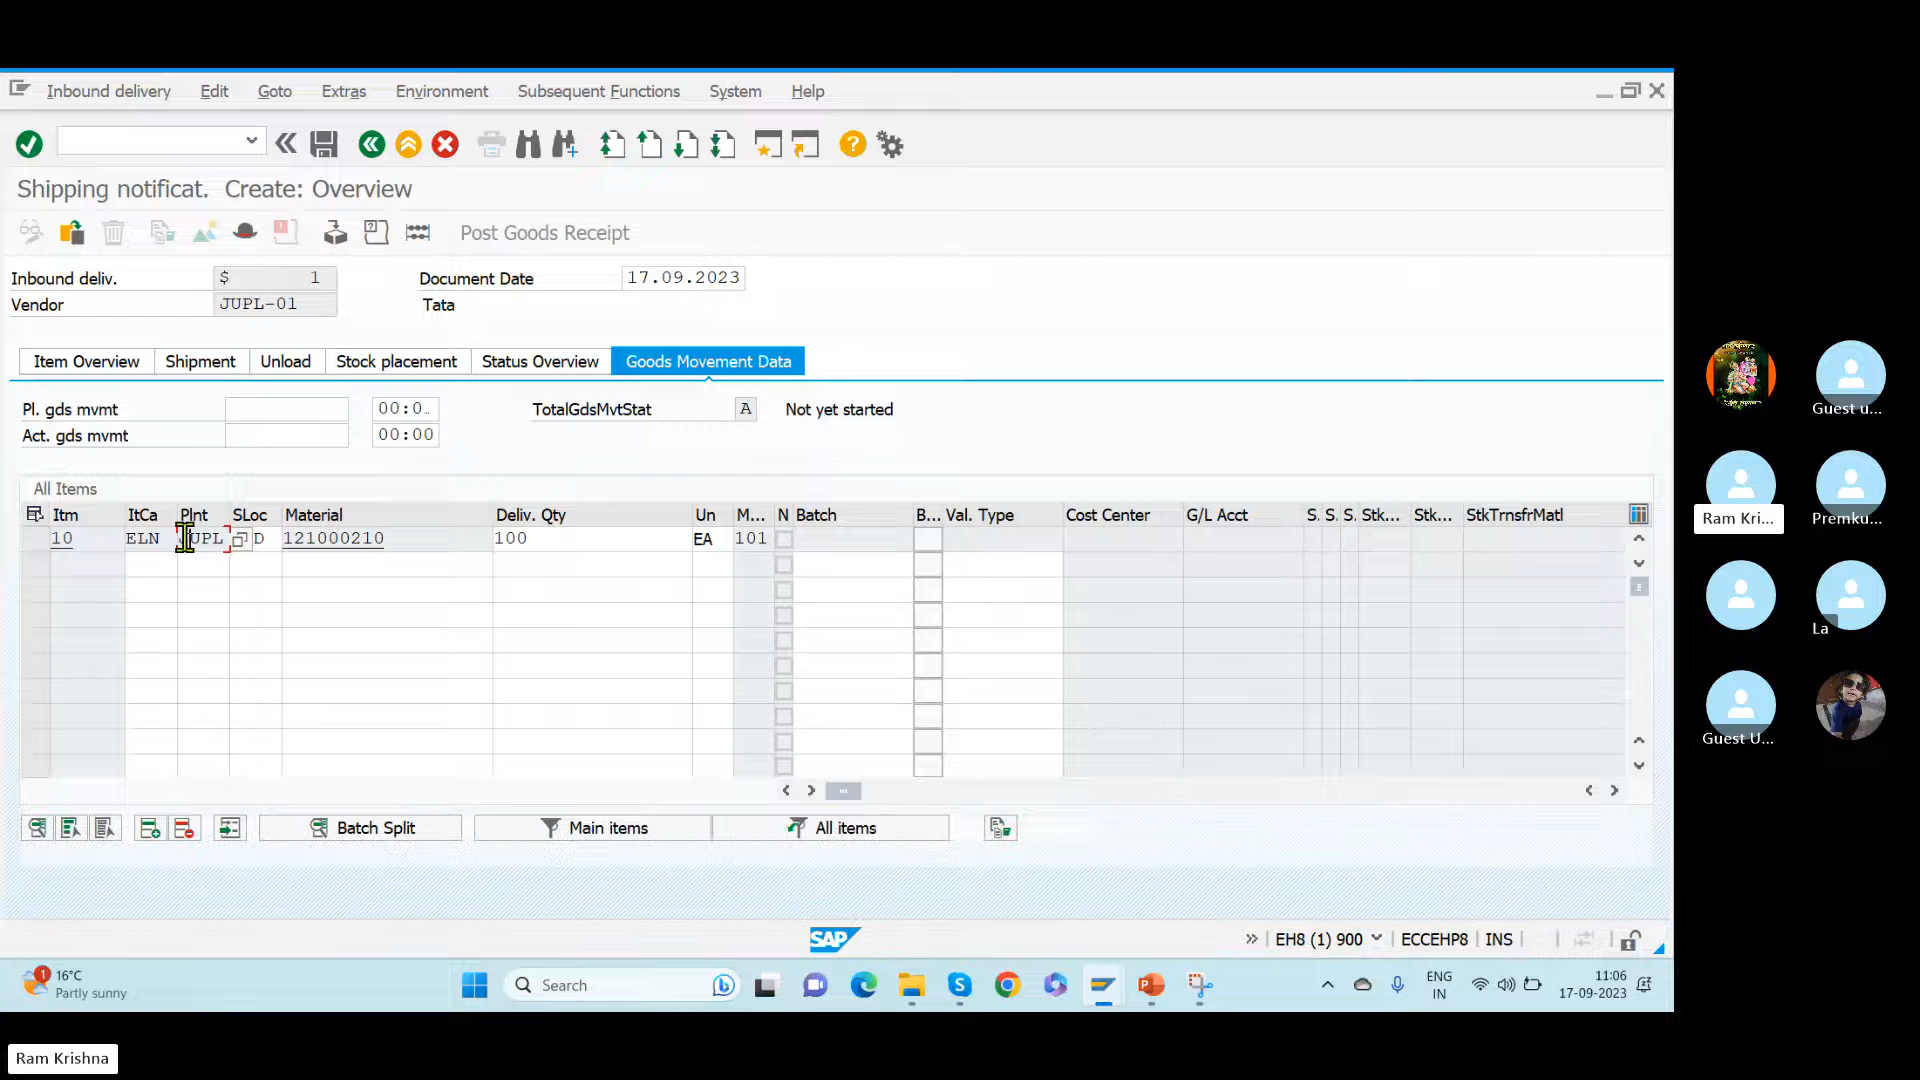 Inbound delivery Edit Goto Extras Environment Subsequent Functions System Help
Shipping notificat. Create: Overview
Post Goods Receipt
Inbound deliv. $ 1 Document Date 17.09.2023
Vendor JUPL-01 Tata
Item Overview Shipment Unload Stock placement Status Overview Goods Movement Data
Pl. gds mvmt 00:0.. TotalGdsMvtStat A Not yet started
Act. gds mvmt 00:00
All Items
Itm ItCa Plnt SLoc Material Deliv. Qty Un M... N Batch B... Val. Type Cost Center G/L Acct S. S. S. Stk... Stk... StkTrnsfrMatl
10 ELN UPL D 121000210 100 EA 101
Batch Split Main items All items
SAP EH8 (1) 900 ECCEHP8 INS
1 16°C
Partly sunny
Search
ENG
IN
11:06
17-09-2023
Guest u...
Ram Kri...
Premku...
La
Guest U...
Ram Krishna